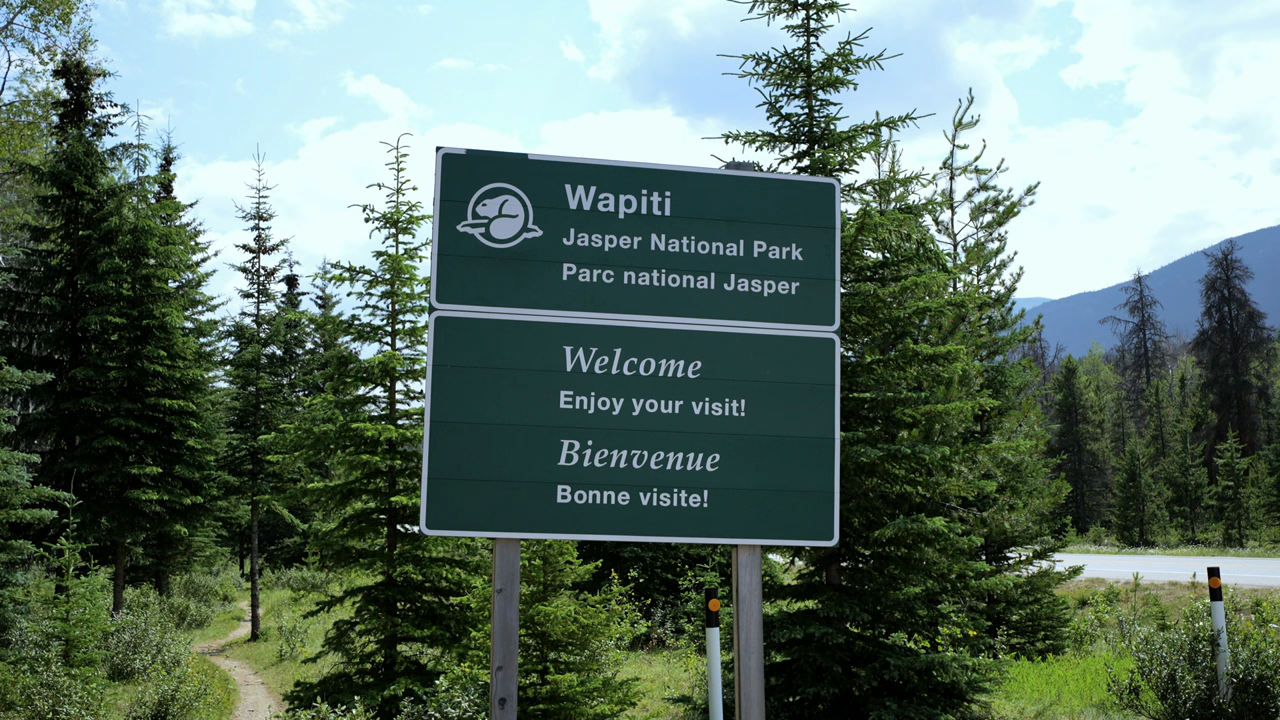 Wapiti
Jasper National Park
Parc national Jasper
Welcome
Enjoy your visit!
Bienvenue
Bonne visite!